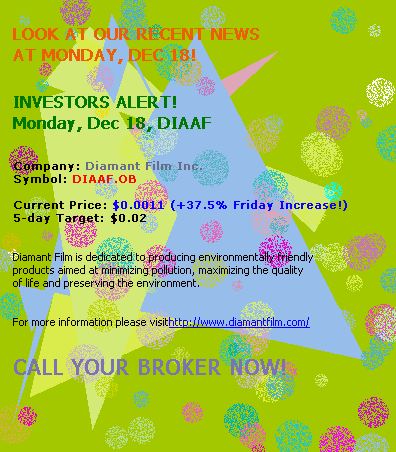 LOOK AT OUR RECENT NEWS
AT MONDAY, DEC 18!
INVESTORS ALERT!
Monday, Dec 18, DIAAF
Company: Diamant Film Inc.
Symbol: DIAAF.OB
Current Price: $0.0011 (+37.5% Friday Increase!)
5-day Target: $0.02
Diamant Film is dedicated to producing environmentally friendly
products aimed at minimizing pollution, maximizing the quality
of life and preserving the environment.
For more information please visithttp://www.diamantfilm.com/
CALL YOUR BROKER NOW!